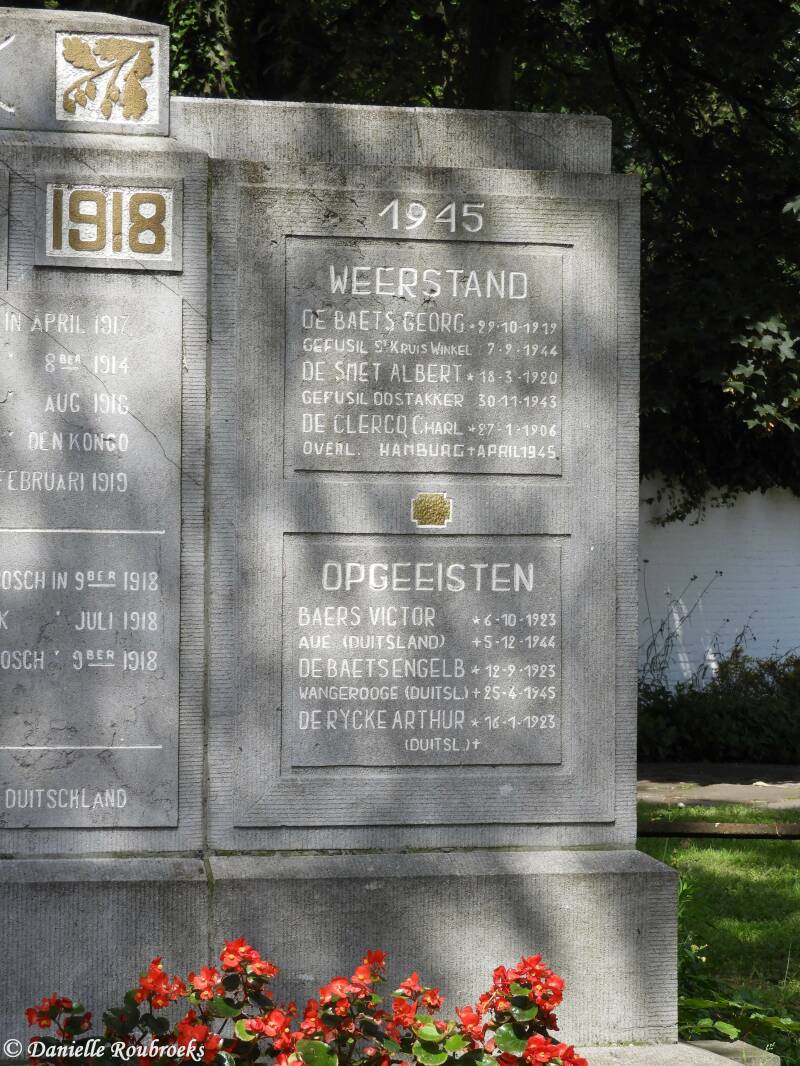 1918
IN APRIL 1917.
" 8BER 1914
AUG 1918
" DEN KONGO
FEBRUARI 1919
BOSCH IN 9BER 1918
K " JULI 1918
BOSCH " 9BER 1918
DUITSCHLAND
1945
WEERSTAND
DE BAETS GEORG * 29-10-1919
GEFUSIL ST KRUIS WINKEL 7-9-1944
DE SMET ALBERT * 18-3-1920
GEFUSIL OOSTAKKER 30-11-1943
DE CLERCQ CHARL * 27-1-1906
OVERL. HAMBURG † APRIL 1945
OPGEEISTEN
BAERS VICTOR * 6-10-1923
AUE (DUITSLAND) + 5-12-1944
DE BAETS ENGELB * 12-9-1923
WANGEROOGE (DUITSL.) + 25-4-1945
DE RYCKE ARTHUR * 16-1-1923
(DUITSL.) †
© Danielle Roubroeks